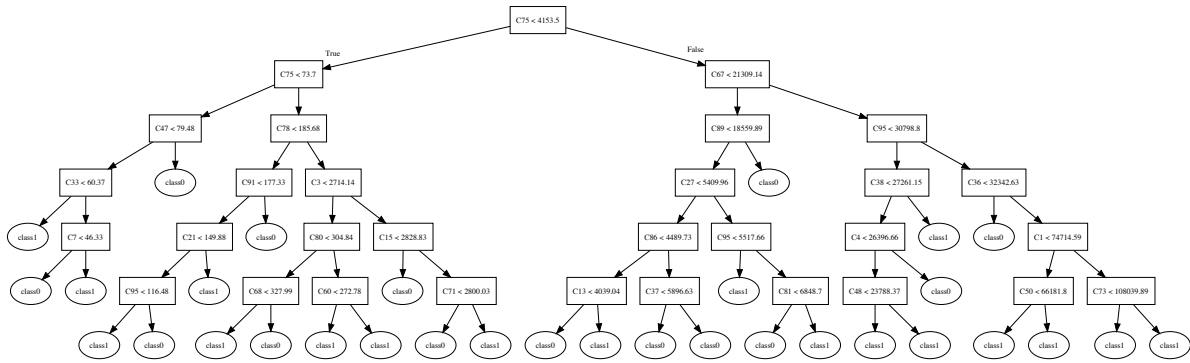 C75 < 4153.5
True
False
C75 < 73.7
C67 < 21309.14
C47 < 79.48
C78 < 185.68
C89 < 18559.89
C95 < 30798.8
C33 < 60.37
class0
C91 < 177.33
C3 < 2714.14
C27 < 5409.96
class0
C38 < 27261.15
C36 < 32342.63
class1
C7 < 46.33
C21 < 149.88
class0
C80 < 304.84
C15 < 2828.83
C86 < 4489.73
C95 < 5517.66
C4 < 26396.66
class1
class0
C1 < 74714.59
class0
class1
C95 < 116.48
class1
C68 < 327.99
C60 < 272.78
class0
C71 < 2800.03
C13 < 4039.04
C37 < 5896.63
class1
C81 < 6848.7
C48 < 23788.37
class0
C50 < 66181.8
C73 < 108039.89
class1
class0
class1
class0
class1
class1
class0
class1
class0
class1
class0
class0
class0
class1
class1
class1
class1
class1
class1
class1